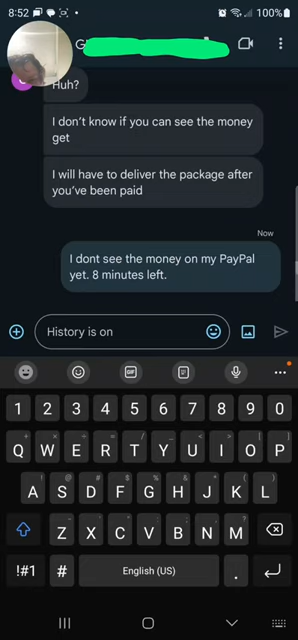 8:52
100%
Huh?
I don't know if you can see the money
get
I will have to deliver the package after
you've been paid
Now
I dont see the money on my PayPal
yet. 8 minutes left.
History is on
GIF
1 2 3 4 5 6 7 8 9 0
Q W E R T Y U I O P
A S D F G H J K L
Z X C V B N M
!#1 # English (US) .